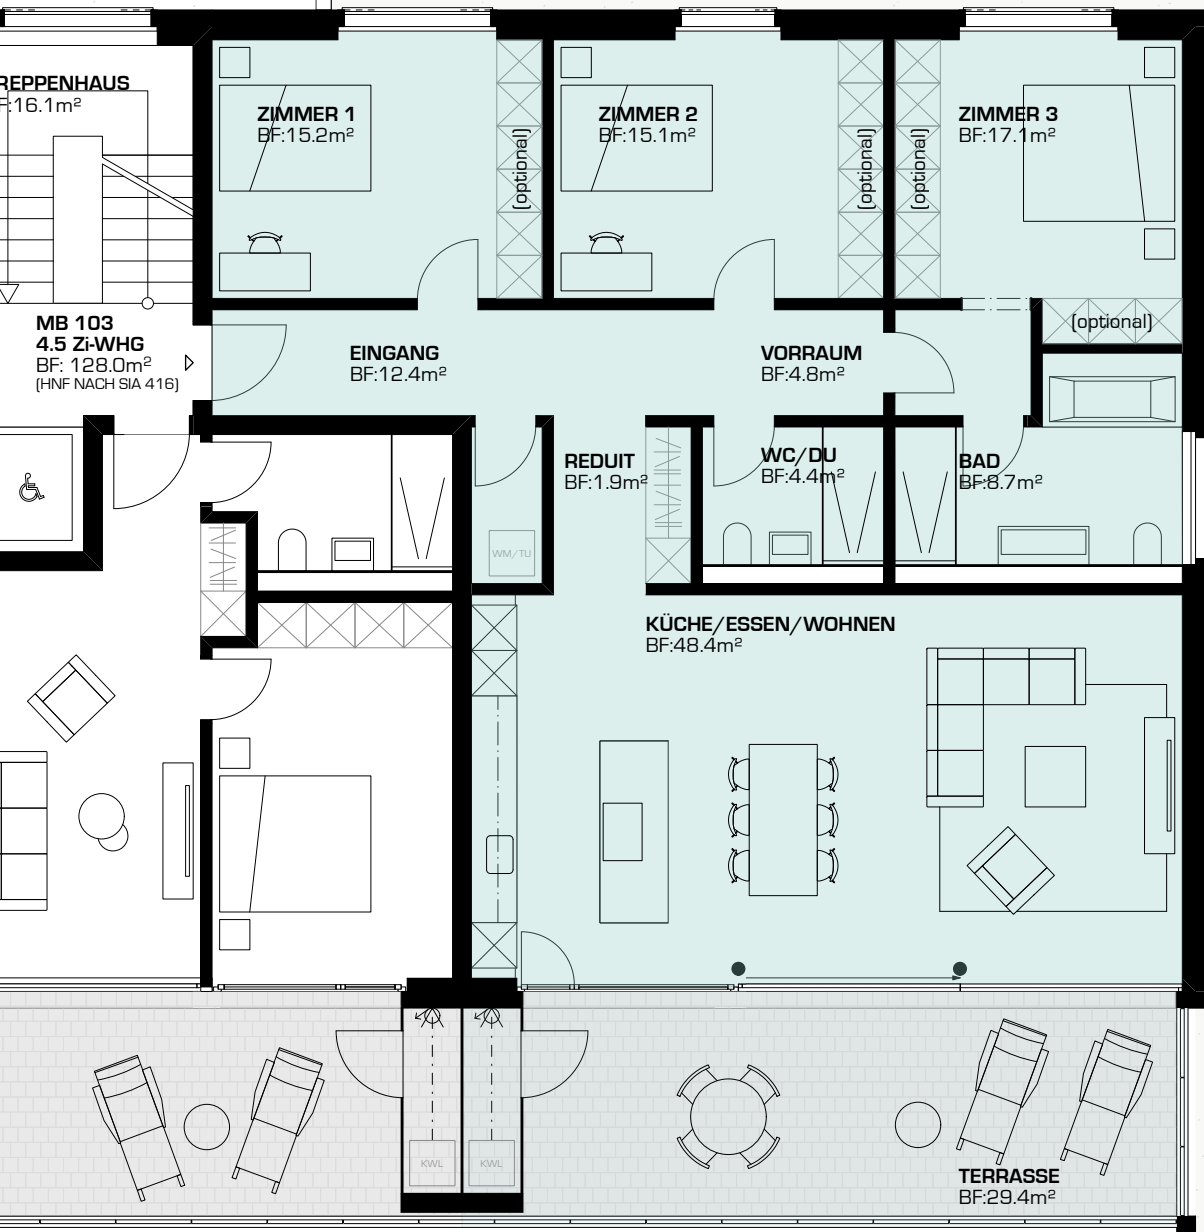 REPPENHAUS
F:16.1m²
ZIMMER 1
BF:15.2m²
(optional)
ZIMMER 2
BF:15.1m²
(optional)
(optional)
ZIMMER 3
BF:17.1m²
MB 103
4.5 Zi-WHG
BF: 128.0m²
(HNF NACH SIA 416)
EINGANG
BF:12.4m²
VORRAUM
BF:4.8m²
(optional)
REDUIT
BF:1.9m²
WC/DU
BF:4.4m²
BAD
BF:8.7m²
WM/TU
KÜCHE/ESSEN/WOHNEN
BF:48.4m²
KWL
KWL
TERRASSE
BF:29.4m²